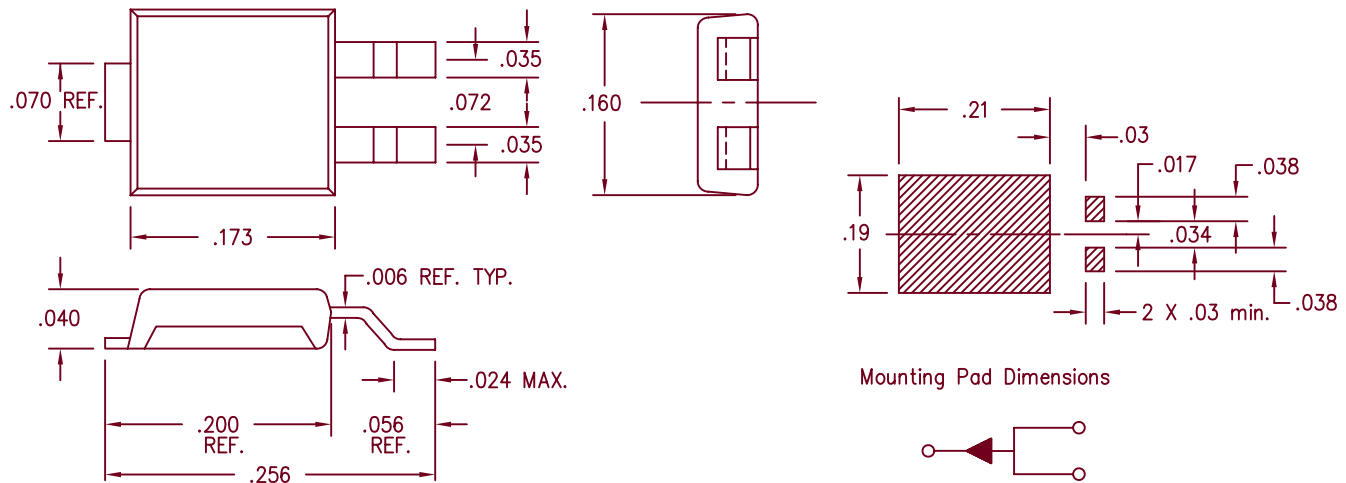 .035
.070 REF.
.072
.035
.173
.160
.21
.03
.017
.038
.19
.034
.038
2 X .03 min.
.006 REF. TYP.
.040
.024 MAX.
.200
REF.
.056
REF.
.256
Mounting Pad Dimensions